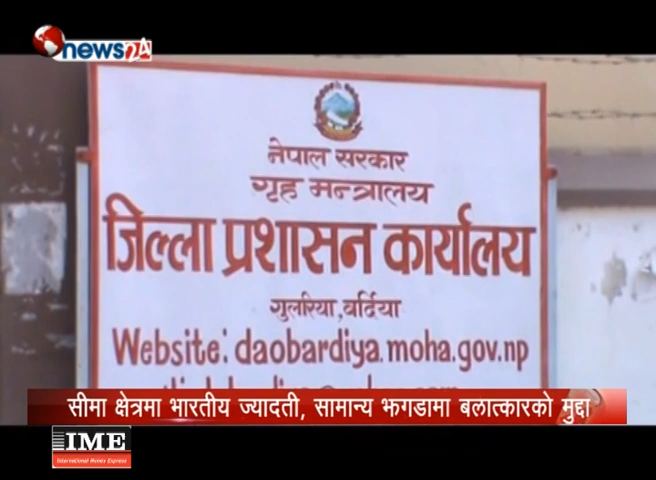 news24
नेपाल सरकार
गृह मन्त्रालय
जिल्ला प्रशासन कार्यालय
गुलरिया, वर्दिया
Website: daobardiya.moha.gov.np
सीमा क्षेत्रमा भारतीय ज्यादती, सामान्य झगडामा बलात्कारको मुद्दा
IME
International Money Express